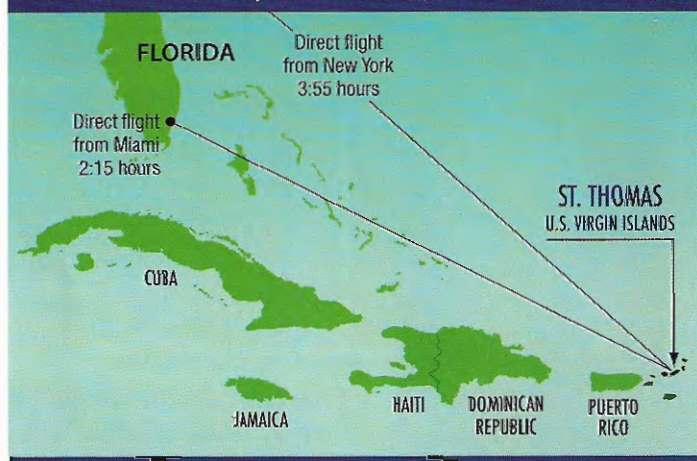 FLORIDA
Direct flight
from New York
3:55 hours
Direct flight
from Miami
2:15 hours
ST. THOMAS
U.S. VIRGIN ISLANDS
CUBA
JAMAICA
HAITI
DOMINICAN
REPUBLIC
PUERTO
RICO